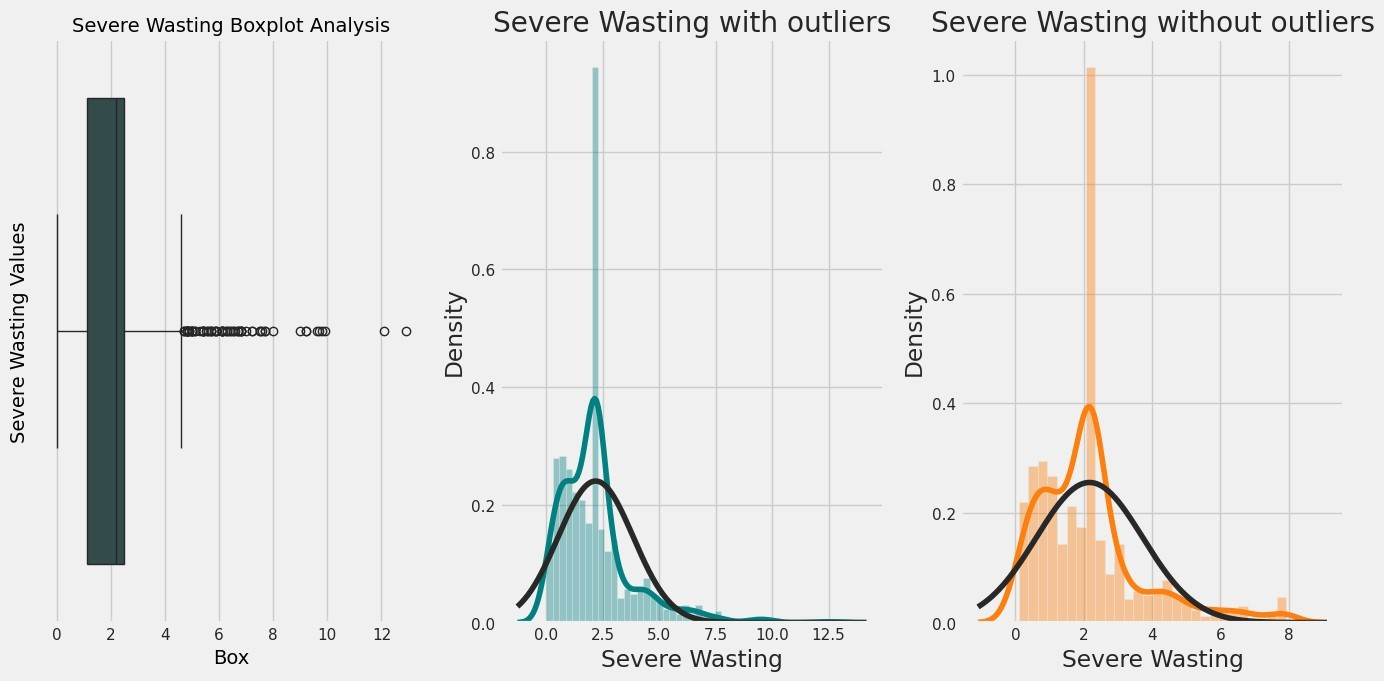 Severe Wasting Boxplot Analysis
Severe Wasting Values
0 2 4 6 8 10 12
Box
Severe Wasting with outliers
Density
0.8
0.6
0.4
0.2
0.0
0.0 2.5 5.0 7.5 10.0 12.5
Severe Wasting
Severe Wasting without outliers
Density
1.0
0.8
0.6
0.4
0.2
0.0
0 2 4 6 8
Severe Wasting